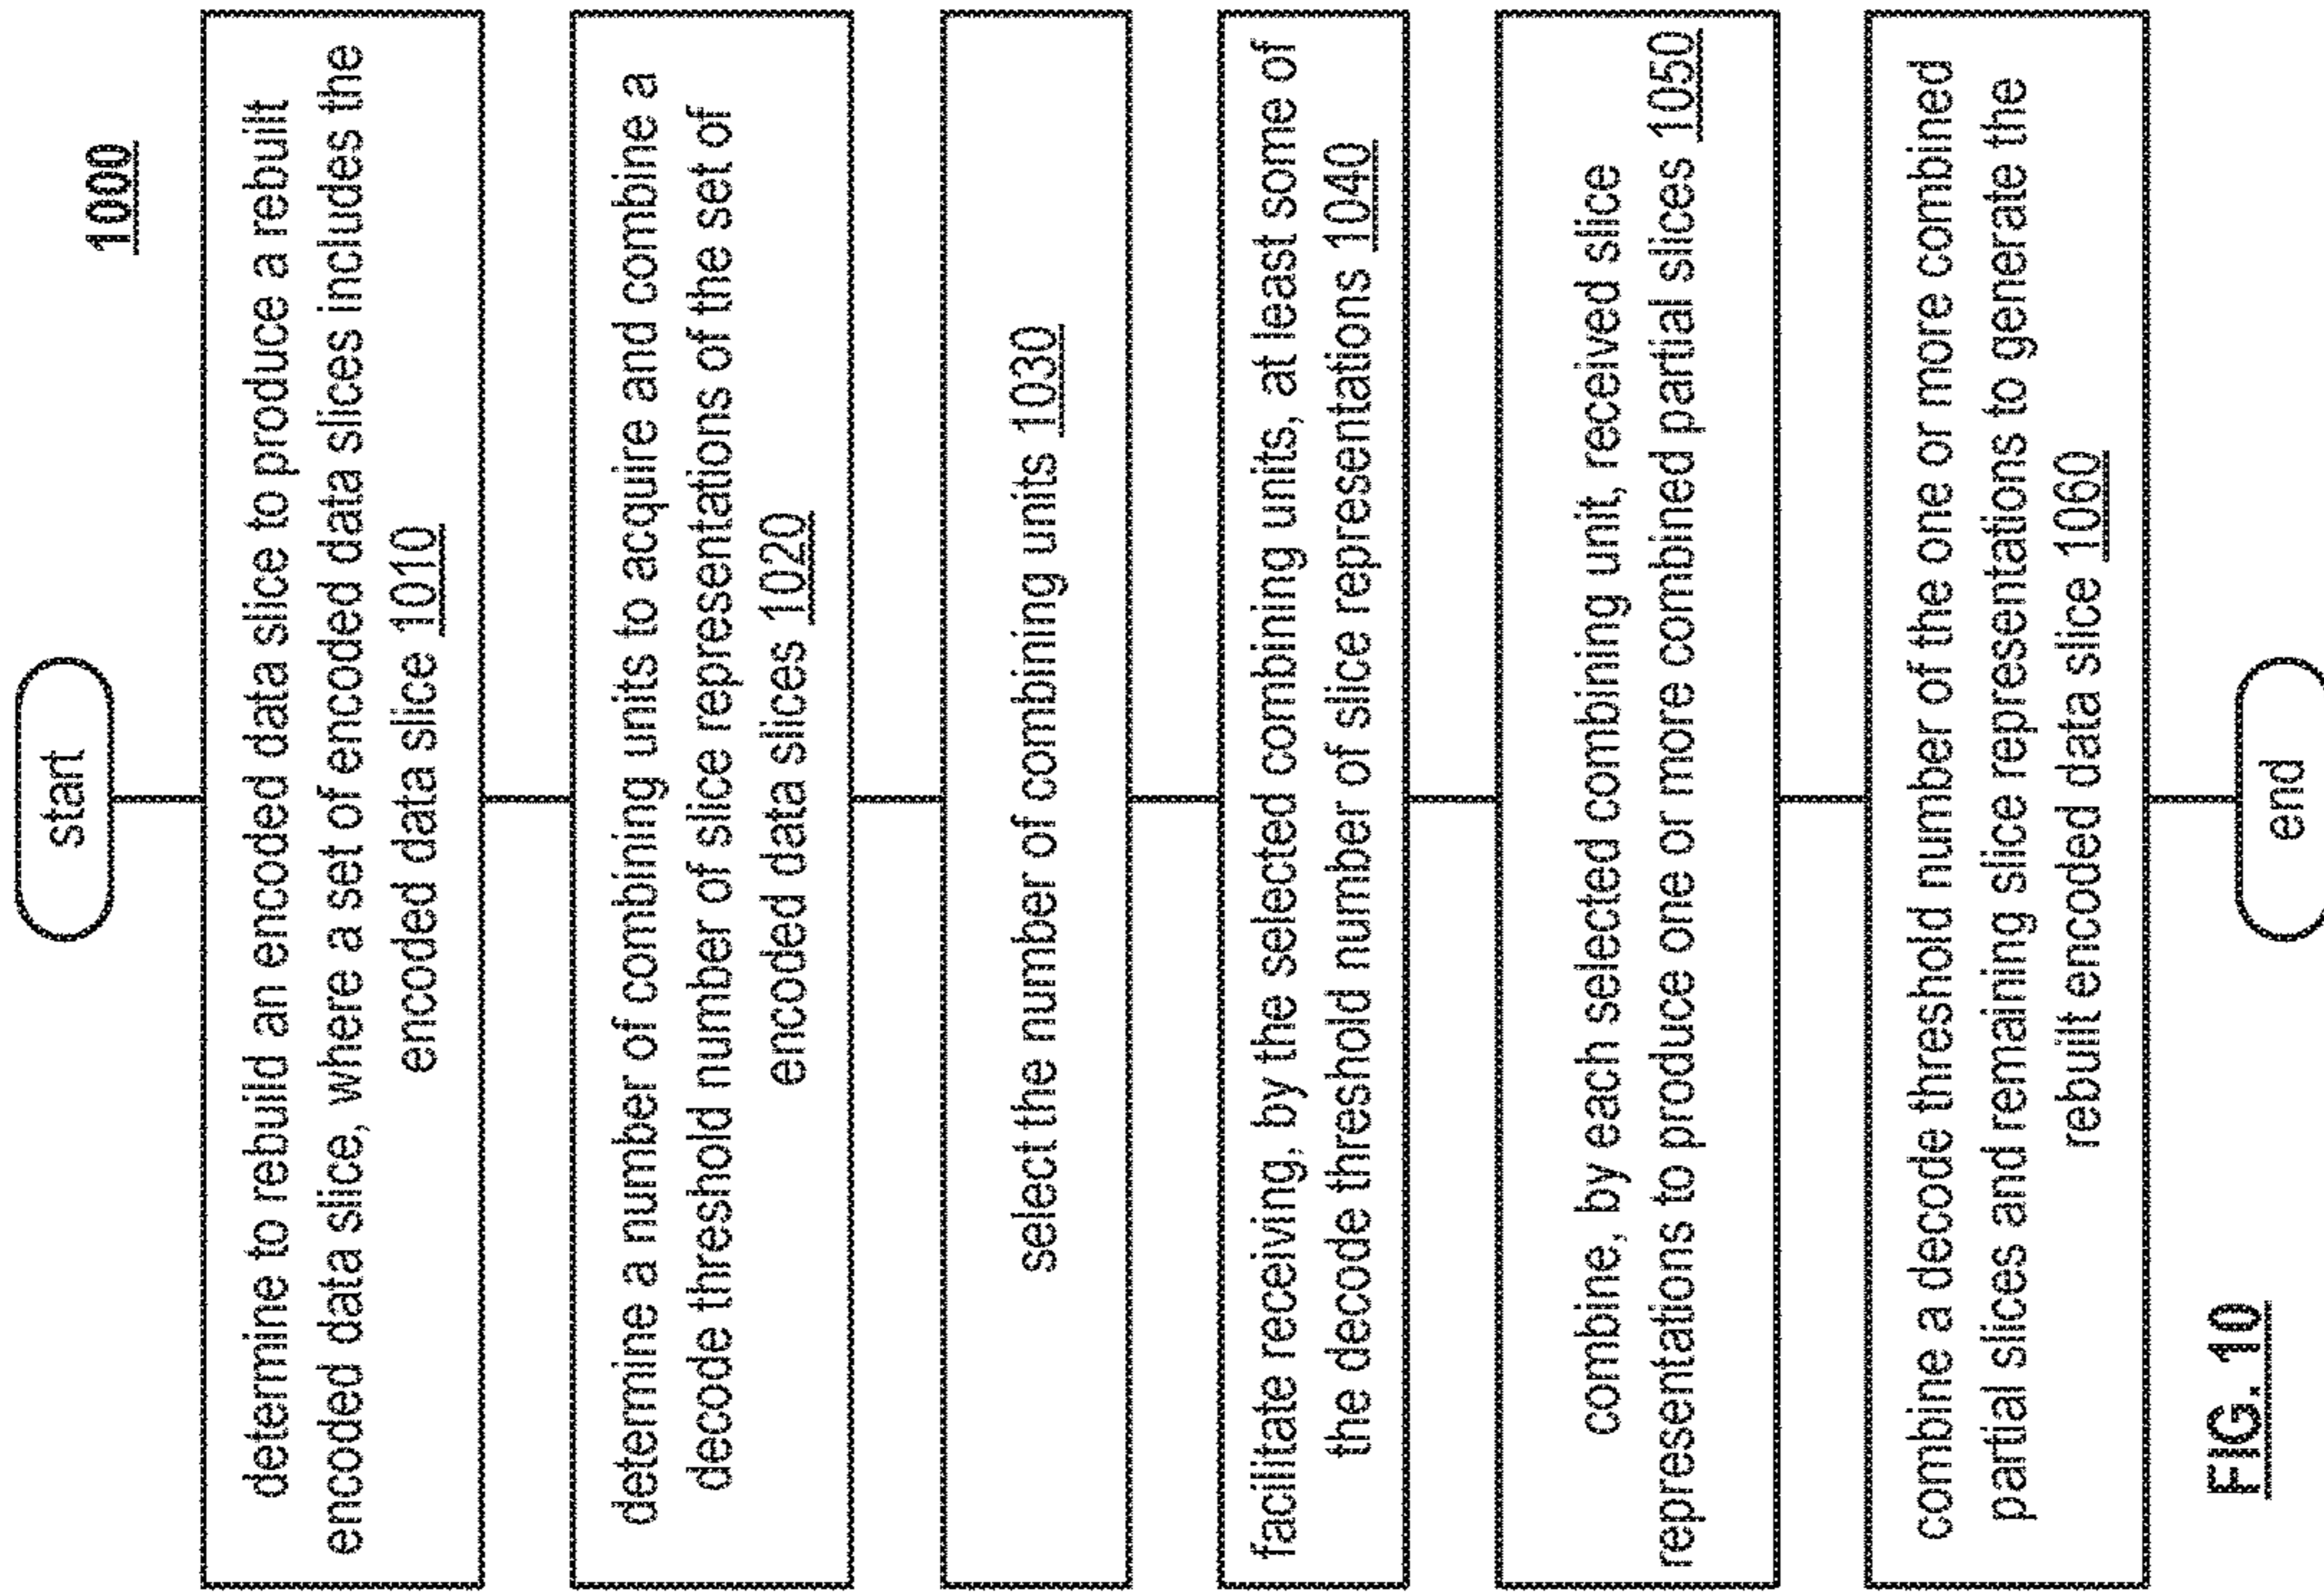 1000
start
determine to rebuild an encoded data slice to produce a rebuilt
encoded data slice, where a set of encoded data slices includes the
encoded data slice 1010
determine a number of combining units to acquire and combine a
decode threshold number of slice representations of the set of
encoded data slices 1020
select the number of combining units 1030
facilitate receiving, by the selected combining units, at least some of
the decode threshold number of slice representations 1040
combine, by each selected combining unit, received slice
representations to produce one or more combined partial slices 1050
combine a decode threshold number of the one or more combined
partial slices and remaining slice representations to generate the
rebuilt encoded data slice 1060
end
FIG. 10